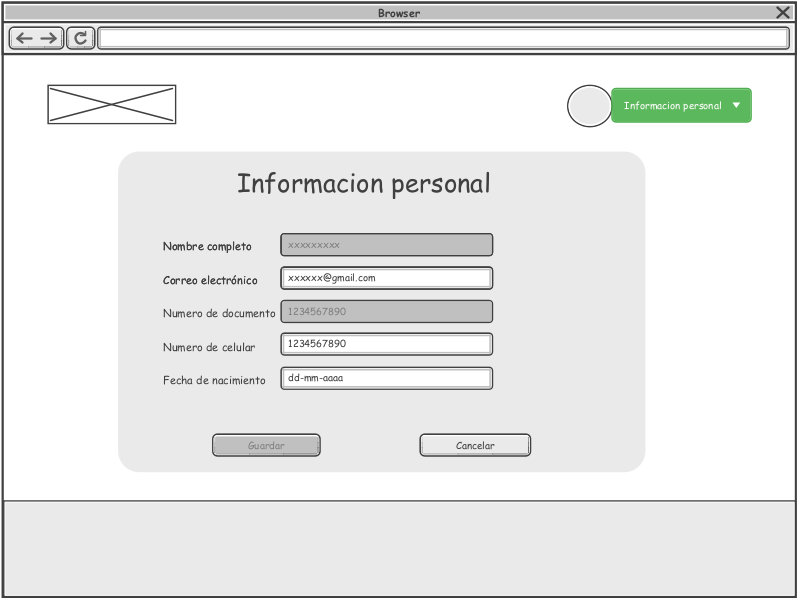 Browser
Informacion personal
Informacion personal
Nombre completo
xxxxxxxxx
Correo electrónico
xxxxxx@gmail.com
Numero de documento
1234567890
Numero de celular
1234567890
Fecha de nacimiento
dd-mm-aaaa
Guardar
Cancelar